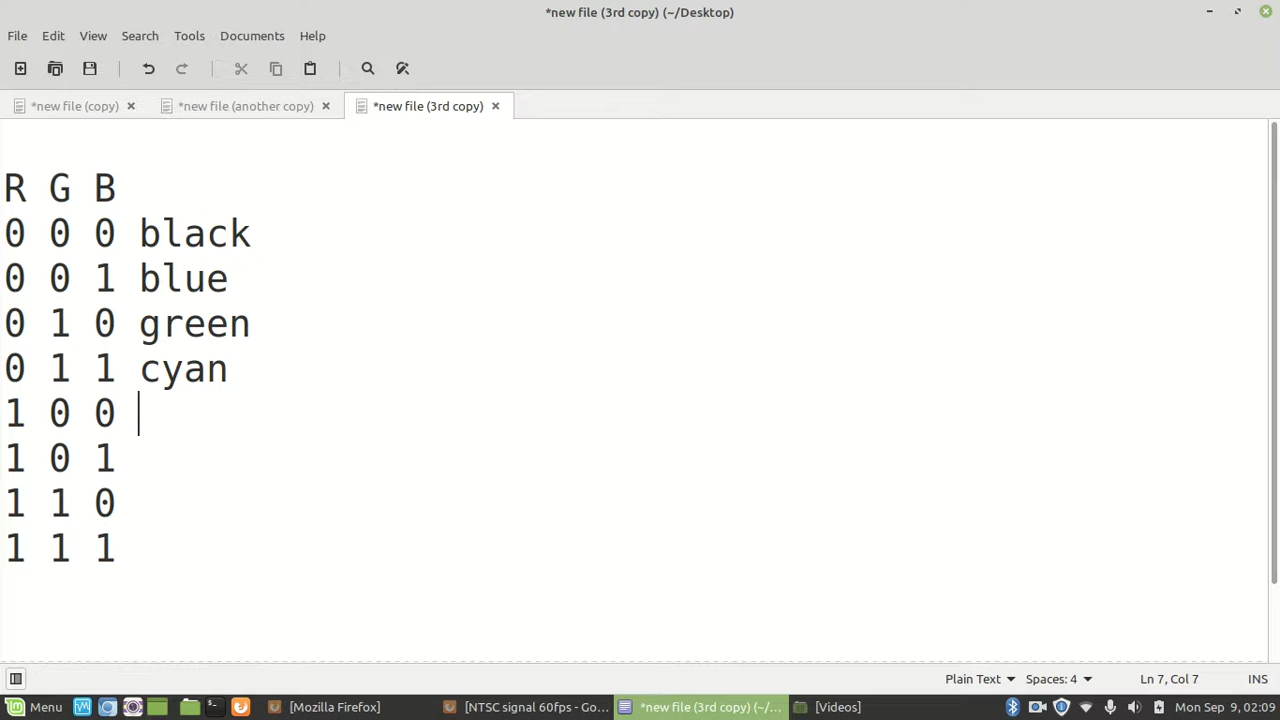 *new file (3rd copy) (~/Desktop)
File Edit View Search Tools Documents Help
*new file (copy) *new file (another copy) *new file (3rd copy)
R G B
0 0 0 black
0 0 1 blue
0 1 0 green
0 1 1 cyan
1 0 0
1 0 1
1 1 0
1 1 1
Plain Text Spaces: 4 Ln 7, Col 7 INS
Menu [Mozilla Firefox] [NTSC signal 60fps - Go... *new file (3rd copy) (~/... [Videos] Mon Sep 9, 02:09